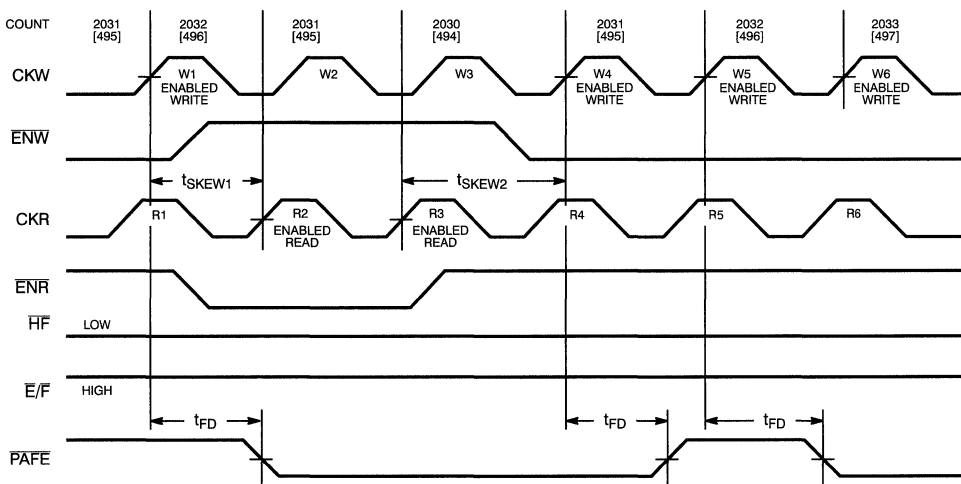 COUNT 2031 2032 2031 2030 2031 2032 2033
[495] [496] [495] [494] [495] [496] [497]
CKW W1 W2 W3 W4 W5 W6
ENABLED ENABLED ENABLED ENABLED
WRITE WRITE WRITE WRITE
ENW
tSKEW1 tSKEW2
CKR R1 R2 R3 R4 R5 R6
ENABLED ENABLED
READ READ
ENR
HF LOW
E/F HIGH
tFD tFD tFD
PAFE